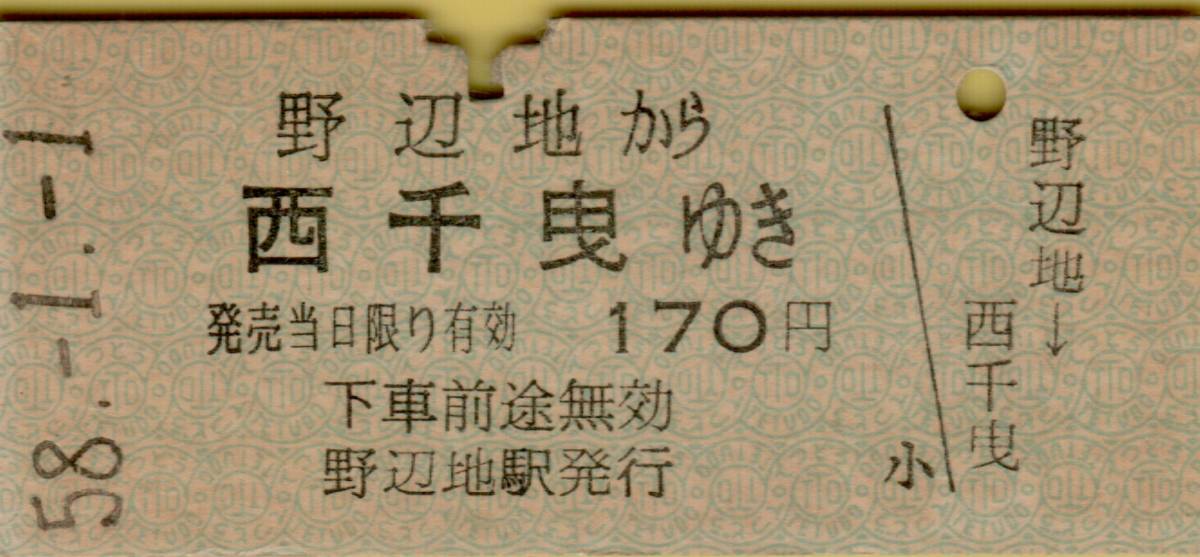 58.-1.-1
野辺地から
西千曳ゆき
発売当日限り有効 170円
下車前途無効
野辺地駅発行
小
野辺地→
西千曳